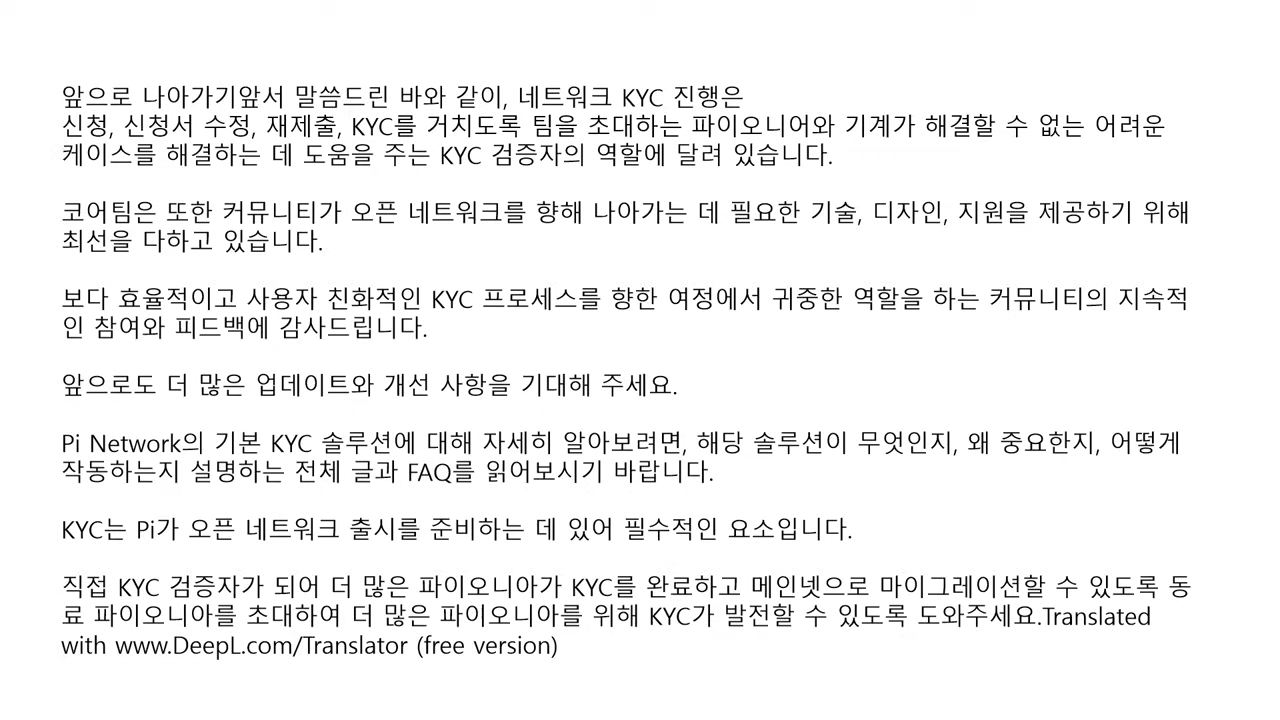 앞으로 나아가기앞서 말씀드린 바와 같이, 네트워크 KYC 진행은
신청, 신청서 수정, 재제출, KYC를 거치도록 팀을 초대하는 파이오니어와 기계가 해결할 수 없는 어려운
케이스를 해결하는 데 도움을 주는 KYC 검증자의 역할에 달려 있습니다.
코어팀은 또한 커뮤니티가 오픈 네트워크를 향해 나아가는 데 필요한 기술, 디자인, 지원을 제공하기 위해
최선을 다하고 있습니다.
보다 효율적이고 사용자 친화적인 KYC 프로세스를 향한 여정에서 귀중한 역할을 하는 커뮤니티의 지속적
인 참여와 피드백에 감사드립니다.
앞으로도 더 많은 업데이트와 개선 사항을 기대해 주세요.
Pi Network의 기본 KYC 솔루션에 대해 자세히 알아보려면, 해당 솔루션이 무엇인지, 왜 중요한지, 어떻게
작동하는지 설명하는 전체 글과 FAQ를 읽어보시기 바랍니다.
KYC는 Pi가 오픈 네트워크 출시를 준비하는 데 있어 필수적인 요소입니다.
직접 KYC 검증자가 되어 더 많은 파이오니아가 KYC를 완료하고 메인넷으로 마이그레이션할 수 있도록 동
료 파이오니아를 초대하여 더 많은 파이오니아를 위해 KYC가 발전할 수 있도록 도와주세요.Translated
with www.DeepL.com/Translator (free version)